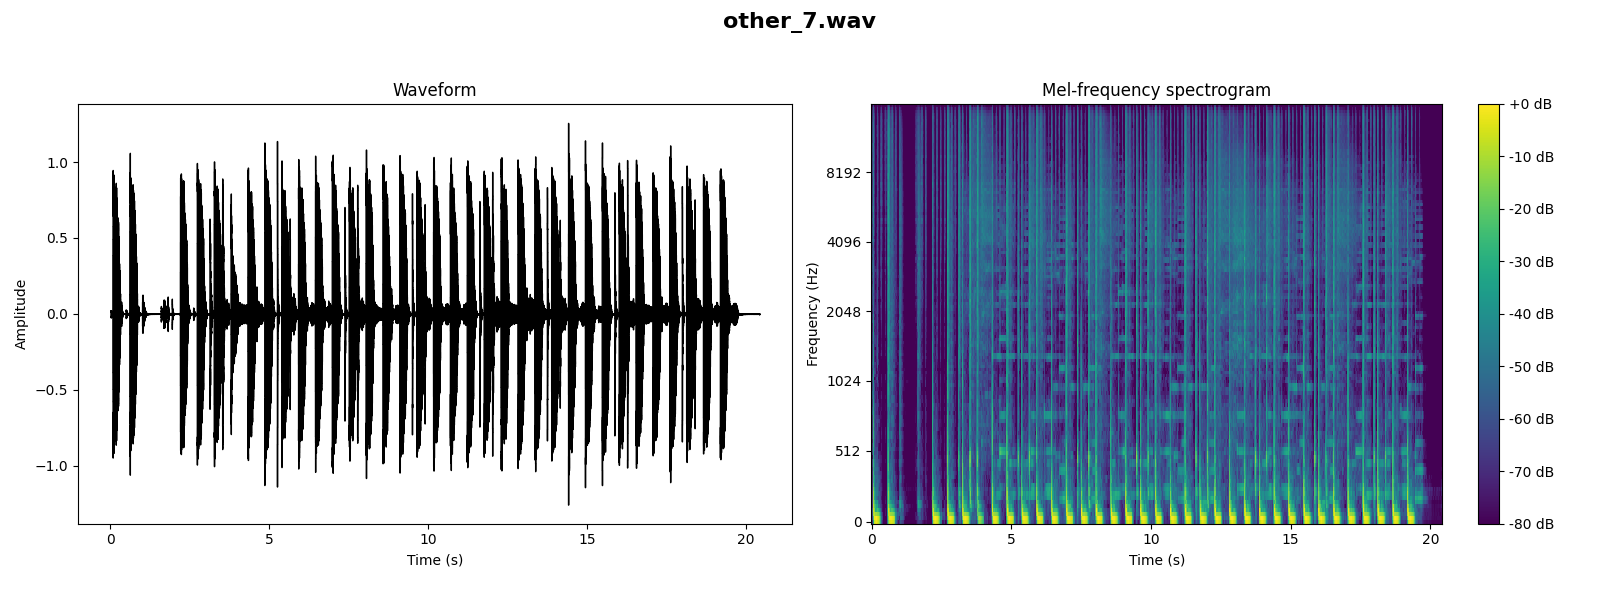 other_7.wav
Waveform
Amplitude
1.0
0.5
0.0
−0.5
−1.0
0
5
10
15
20
Time (s)
Mel-frequency spectrogram
Frequency (Hz)
8192
4096
2048
1024
512
0
0
5
10
15
20
Time (s)
+0 dB
-10 dB
-20 dB
-30 dB
-40 dB
-50 dB
-60 dB
-70 dB
-80 dB